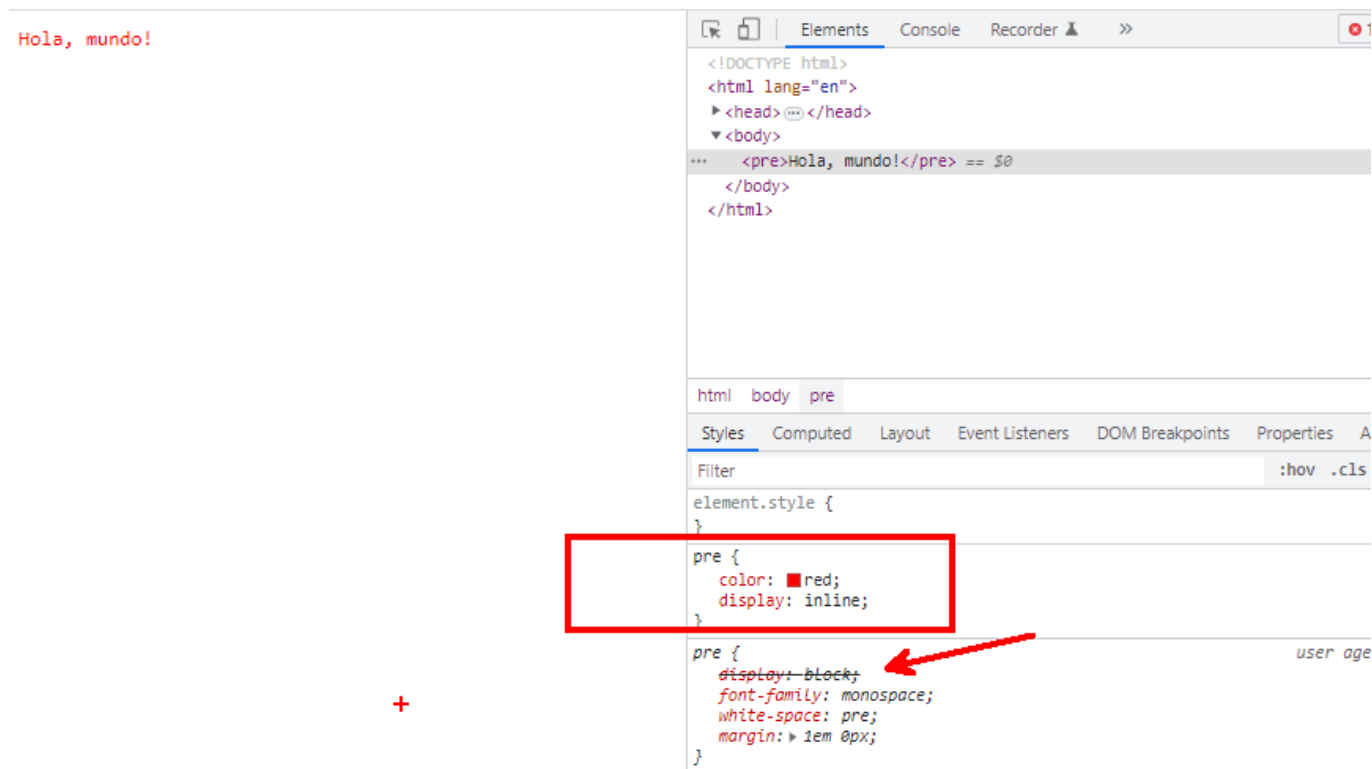 Hola, mundo!
Elements Console Recorder » 1
<!DOCTYPE html>
<html lang="en">
<head> ... </head>
<body>
... <pre>Hola, mundo!</pre> == $0
</body>
</html>
html body pre
Styles Computed Layout Event Listeners DOM Breakpoints Properties A
Filter :hov .cls
element.style {
}
pre {
color: red;
display: inline;
}
pre { user age
display: block;
font-family: monospace;
white-space: pre;
margin: 1em 0px;
}
+